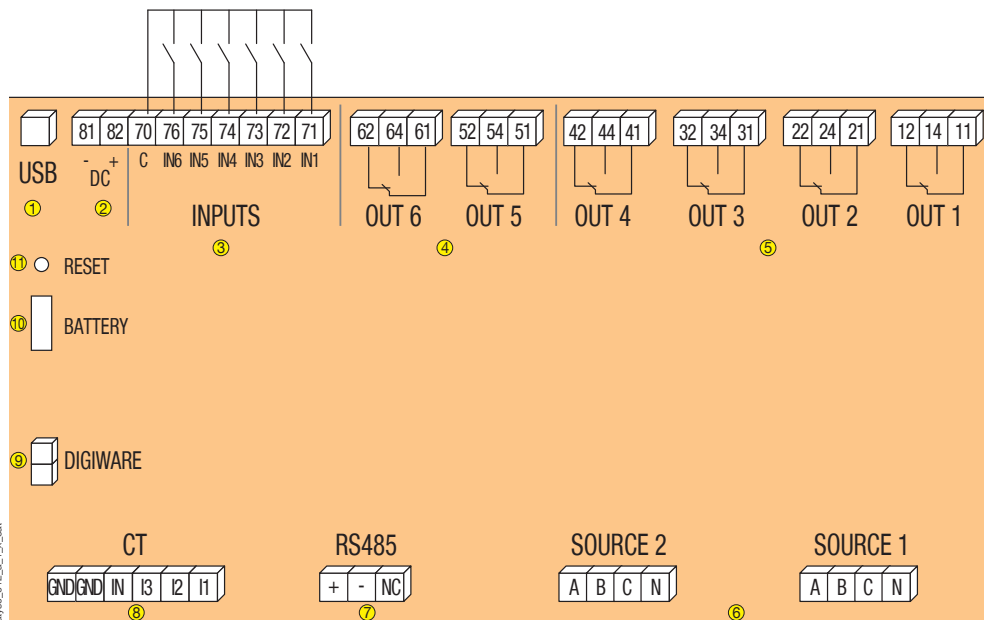 81 82 70 76 75 74 73 72 71 62 64 61 52 54 51 42 44 41 32 34 31 22 24 21 12 14 11
- + C IN6 IN5 IN4 IN3 IN2 IN1
USB DC
INPUTS OUT 6 OUT 5 OUT 4 OUT 3 OUT 2 OUT 1
1 2 3 4 5
11 RESET
10 BATTERY
9 DIGIWARE
CT RS485 SOURCE 2 SOURCE 1
GND GND IN I3 I2 I1 + - NC A B C N A B C N
8 7 6